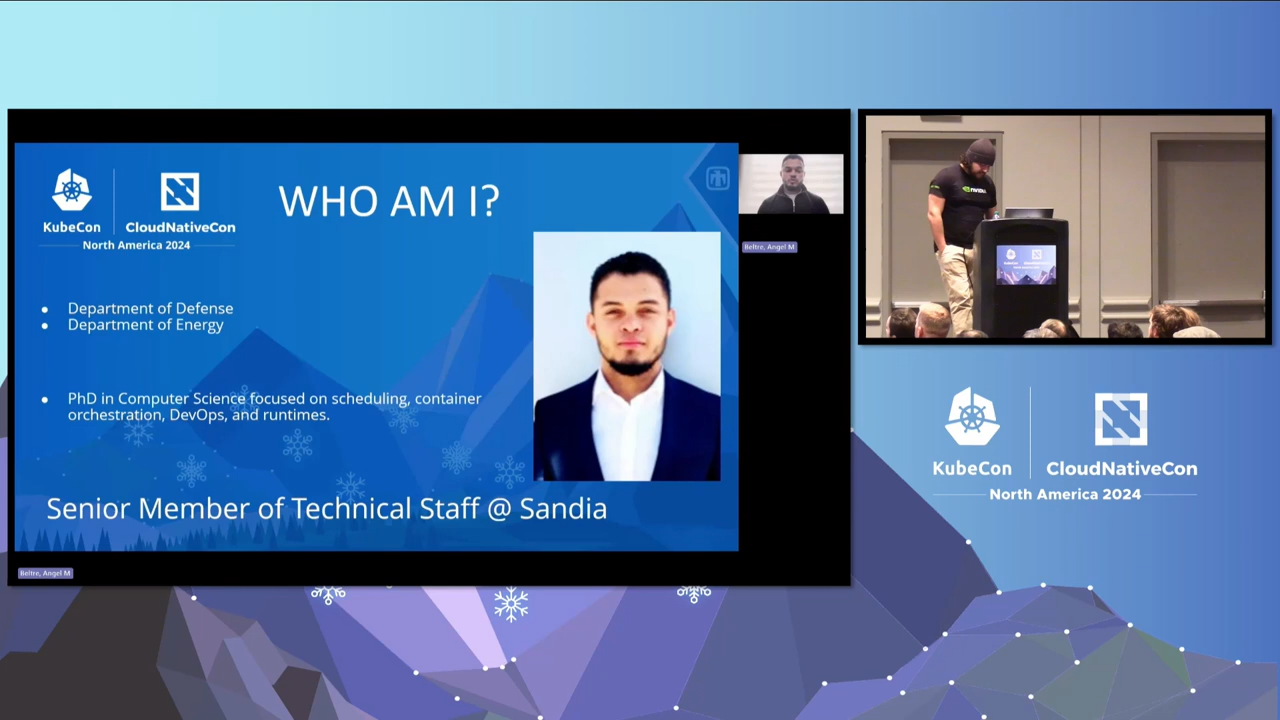 KubeCon
CloudNativeCon
North America 2024
WHO AM I?
Department of Defense
Department of Energy
PhD in Computer Science focused on scheduling, container
orchestration, DevOps, and runtimes.
Senior Member of Technical Staff @ Sandia
Beltre, Angel M
Beltre, Angel M
NVIDIA
KubeCon
CloudNativeCon
North America 2024